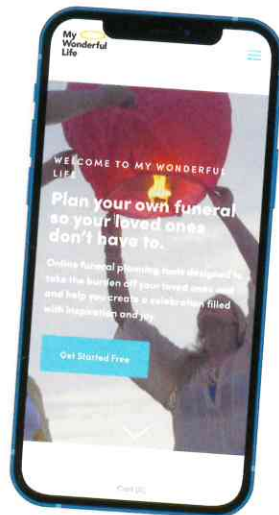 My
Wonderful
Life
WELCOME TO MY WONDERFUL
LIFE
Plan your own funeral
so your loved ones
don't have to.
Online funeral planning tools designed to
take the burden off your loved ones and
and help you create a celebration filled
with inspiration and joy.
Get Started Free